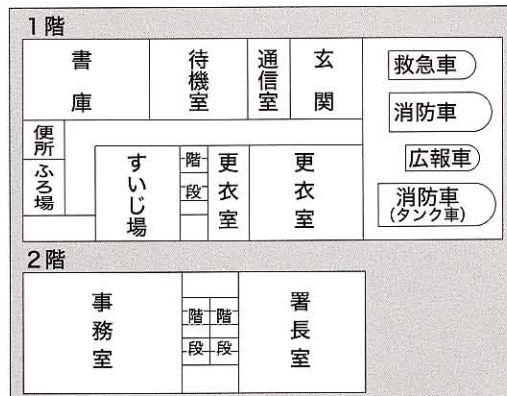 1階
書庫
待機室
通信室
玄関
救急車
消防車
広報車
消防車
(タンク車)
便所
ふろ場
すいじ場
階段
更衣室
更衣室
2階
事務室
階段
階段
署長室